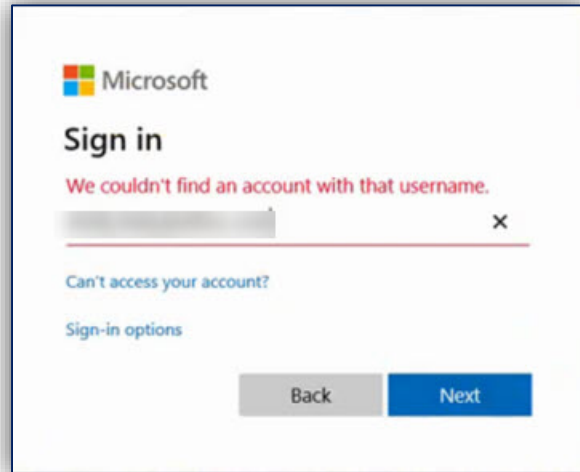 Microsoft
Sign in
We couldn't find an account with that username.
Can't access your account?
Sign-in options
Back
Next